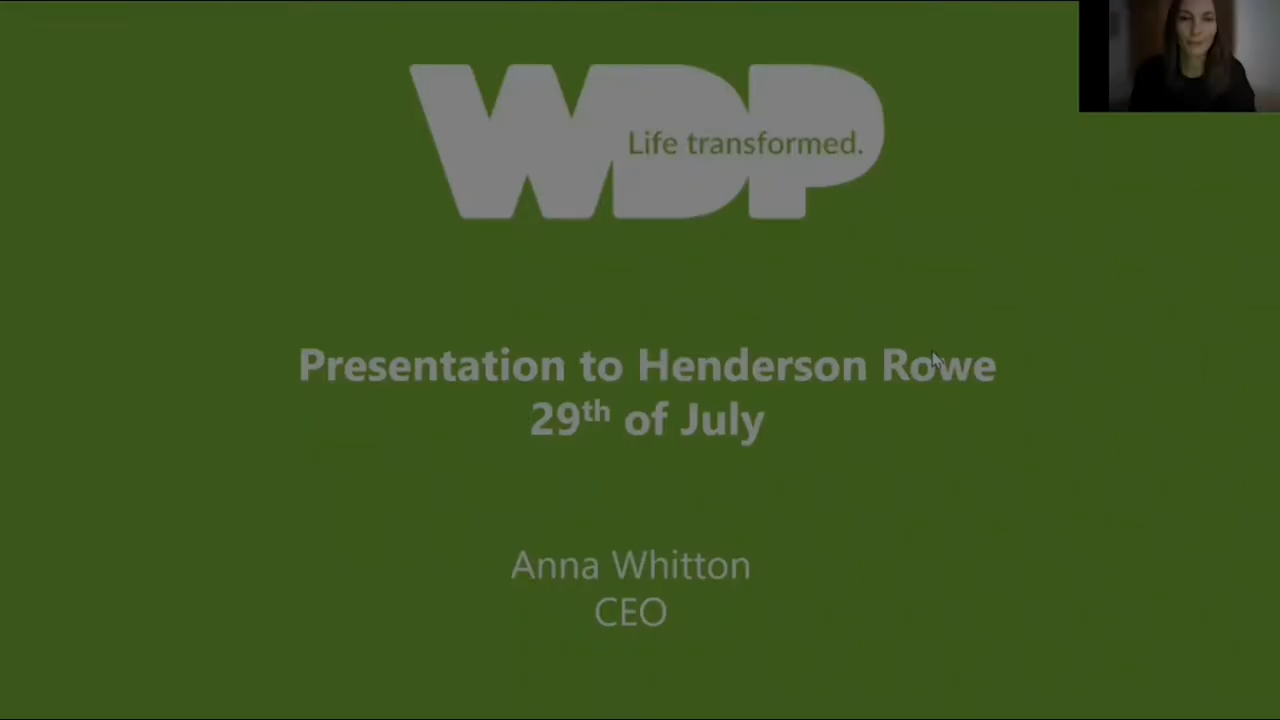 WDP
Life transformed.
Presentation to Henderson Rowe
29th of July
Anna Whitton
CEO